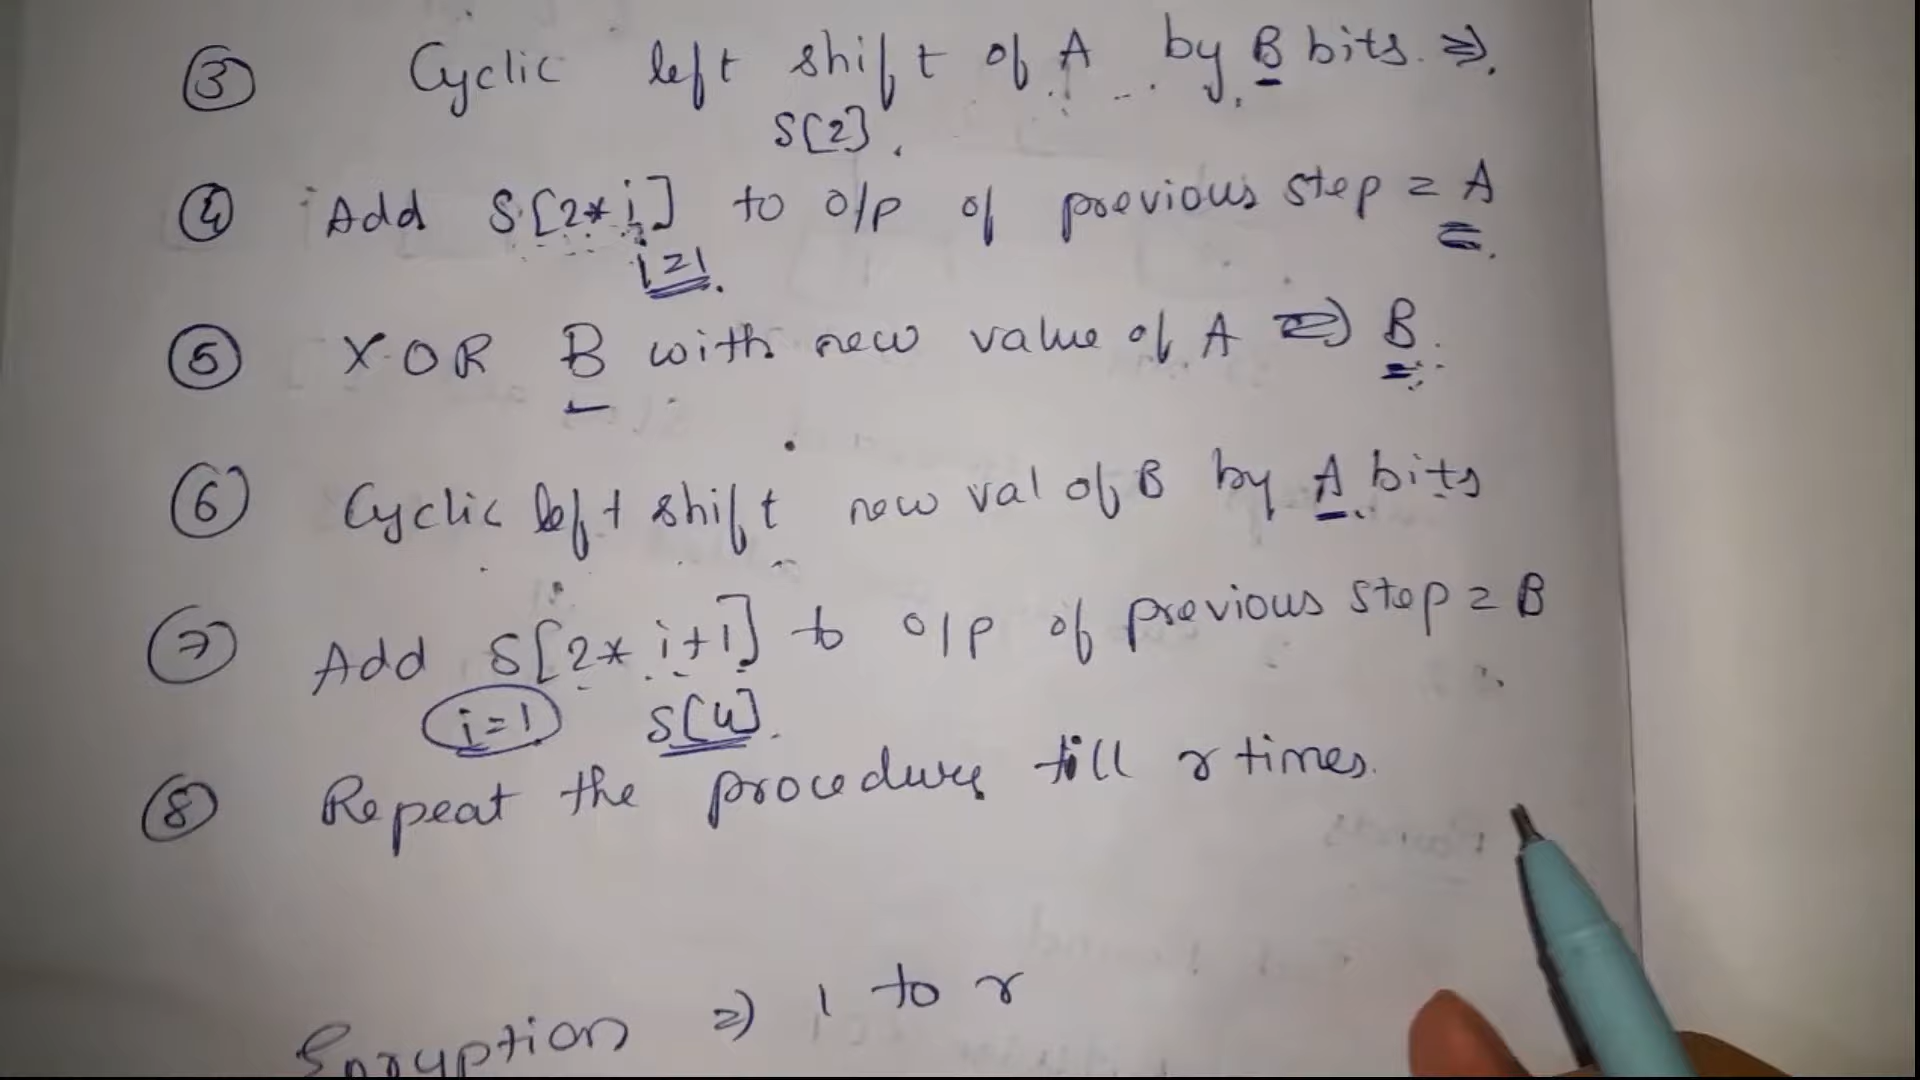 ③ Cyclic left shift of A by B bits. ⇒.
S[2].
④ Add S[2*i] to o/p of previous step = A
i=1.
⑤ XOR B with new value of A ⇒ B.
⑥ Cyclic left shift new val of B by A bits
⑦ Add S[2*i+1] to o/p of previous step = B
i=1 S[4].
⑧ Repeat the procedure till r times.
⇒ 1 to r